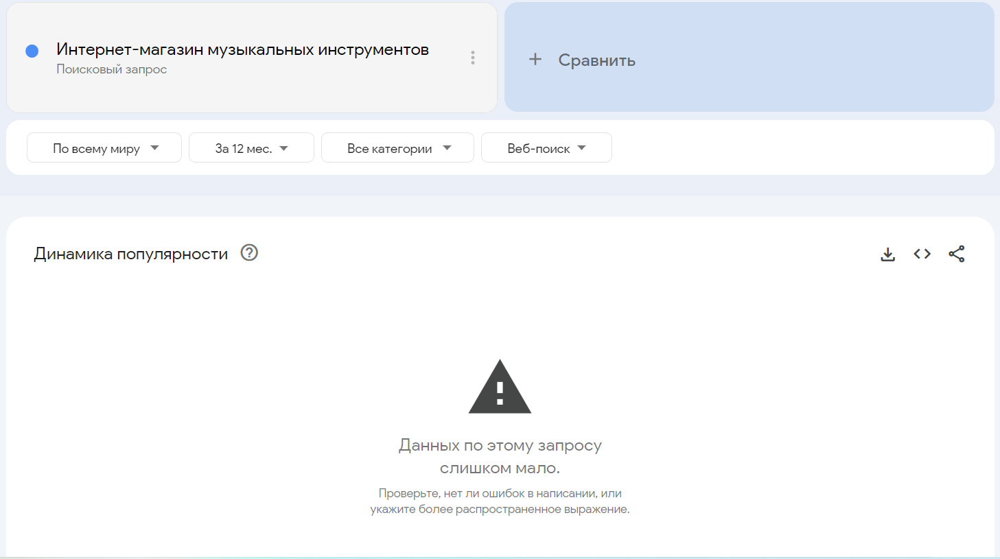 Интернет-магазин музыкальных инструментов
Поисковый запрос
+ Сравнить
По всему миру
За 12 мес.
Все категории
Веб-поиск
Динамика популярности
Данных по этому запросу
слишком мало.
Проверьте, нет ли ошибок в написании, или
укажите более распространенное выражение.